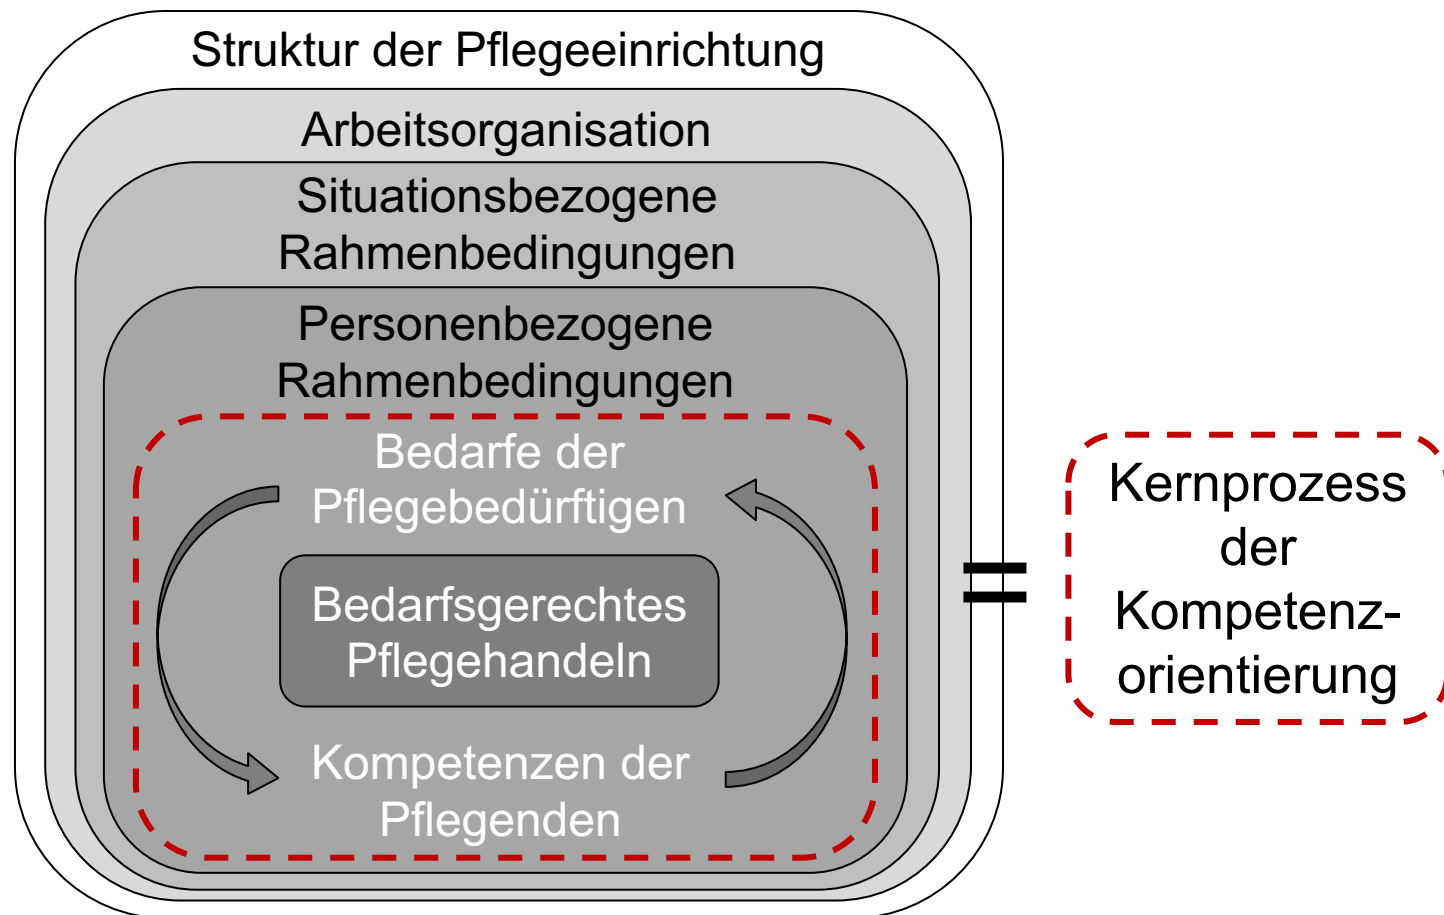 Struktur der Pflegeeinrichtung
Arbeitsorganisation
Situationsbezogene
Rahmenbedingungen
Personenbezogene
Rahmenbedingungen
Bedarfe der
Pflegebedürftigen
Bedarfsgerechtes
Pflegehandeln
Kompetenzen der
Pflegenden
=
Kernprozess
der
Kompetenz-
orientierung